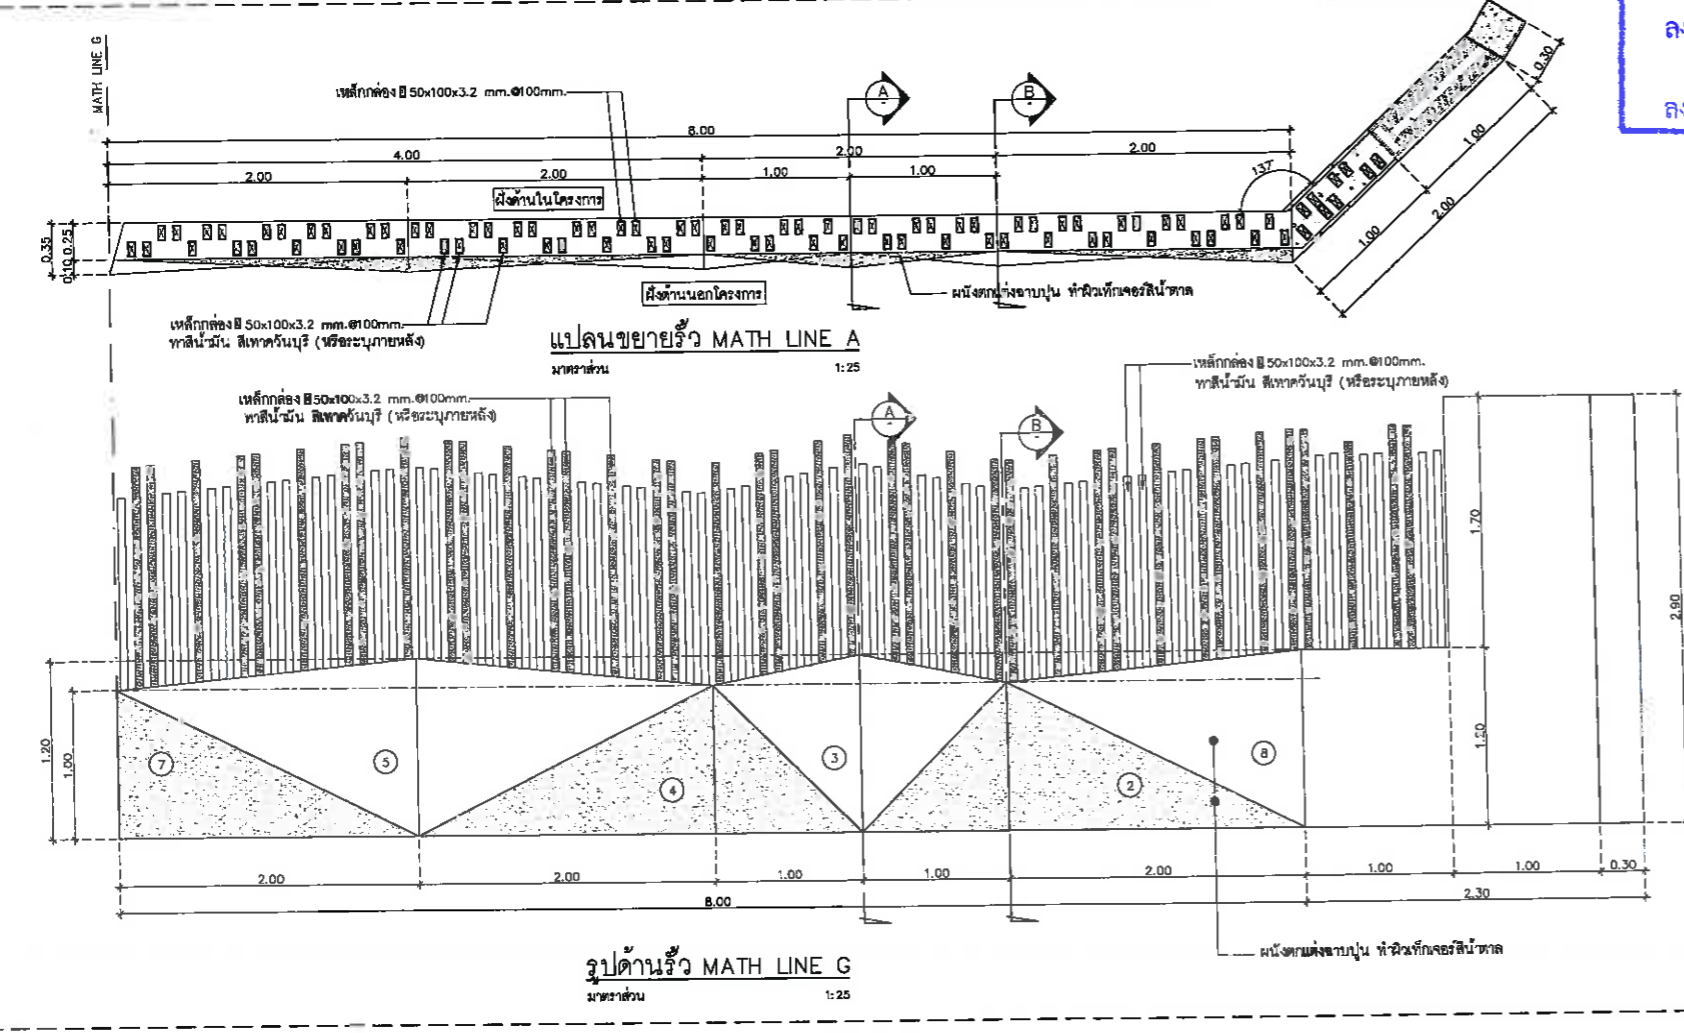 MATH LINE G
เหล็กกล่อง 50x100x3.2 mm.@100mm.
A
B
ลง
ลง
8.00
4.00
2.00
2.00
2.00
2.00
1.00
1.00
137°
0.30
1.00
2.00
1.00
ฝั่งด้านในโครงการ
0.35
0.25
0.10
ฝั่งด้านนอกโครงการ
ผนังตกแต่งฉาบปูน ทำผิวเท็กเจอร์สีน้ำตาล
เหล็กกล่อง 50x100x3.2 mm.@100mm.
ทาสีน้ำมัน สีเทาควันบุรี (หรือระบุภายหลัง)
แปลนขยายรั้ว MATH LINE A
มาตราส่วน 1:25
เหล็กกล่อง 50x100x3.2 mm.@100mm.
ทาสีน้ำมัน สีเทาควันบุรี (หรือระบุภายหลัง)
A
B
เหล็กกล่อง 50x100x3.2 mm.@100mm.
ทาสีน้ำมัน สีเทาควันบุรี (หรือระบุภายหลัง)
1.70
2.90
1.20
1.20
1.00
7
5
4
3
2
8
2.00
2.00
1.00
1.00
2.00
1.00
1.00
0.30
8.00
2.30
ผนังตกแต่งฉาบปูน ทำผิวเท็กเจอร์สีน้ำตาล
รูปด้านรั้ว MATH LINE G
มาตราส่วน 1:25